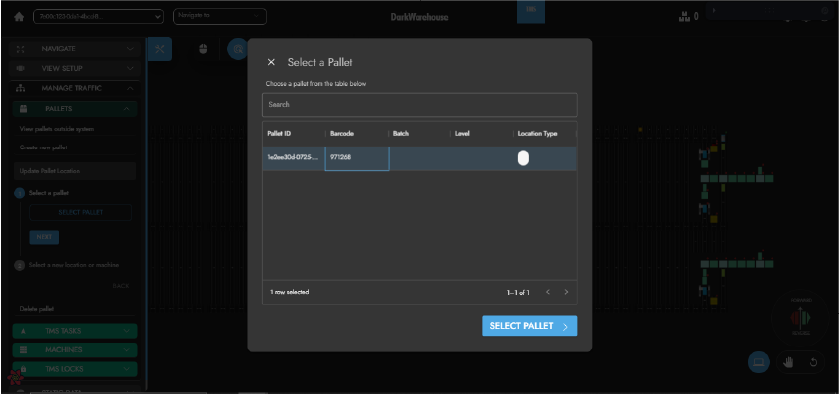 Navigate to
DarkWarehouse
NAVIGATE
VIEW SETUP
MANAGE TRAFFIC
PALLETS
View pallets outside system
Create new pallet
Update Pallet Location
1 Select a pallet
SELECT PALLET
NEXT
2 Select a new location or machine
BACK
Delete pallet
TMS TASKS
MACHINES
TMS LOCKS
STATIC DATA
Select a Pallet
Choose a pallet from the table below
Search
Pallet ID Barcode Batch Level Location Type
1e2ee30d-0725-... 971268
1 row selected 1–1 of 1
SELECT PALLET